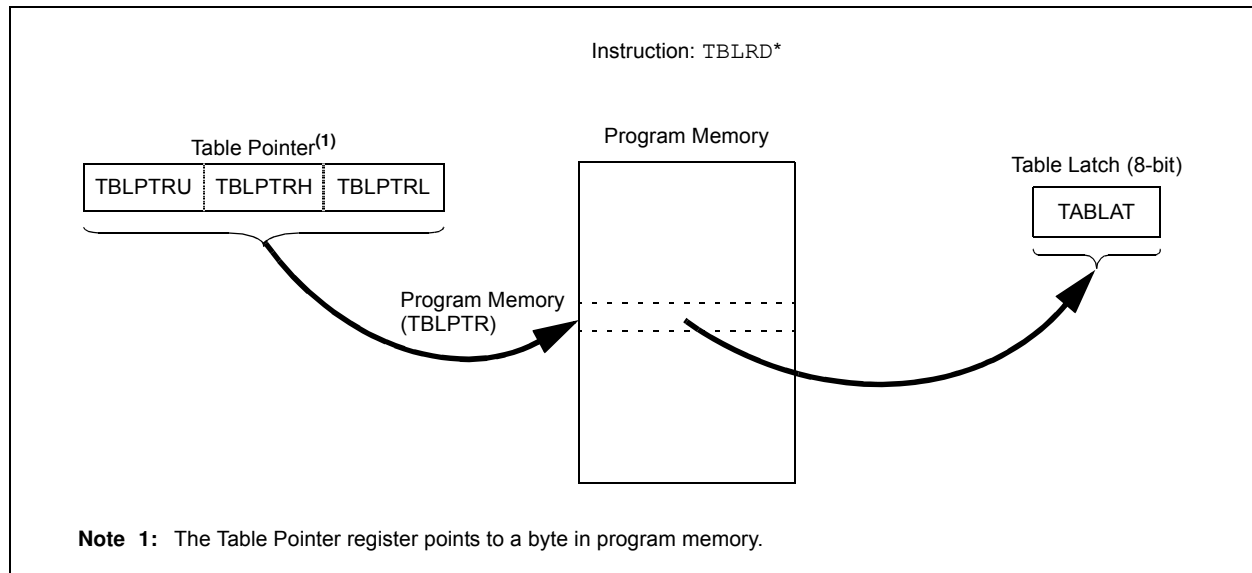 Instruction: TBLRD*
Table Pointer(1)
TBLPTRU TBLPTRH TBLPTRL
Program Memory
Table Latch (8-bit)
TABLAT
Program Memory
(TBLPTR)
Note 1: The Table Pointer register points to a byte in program memory.